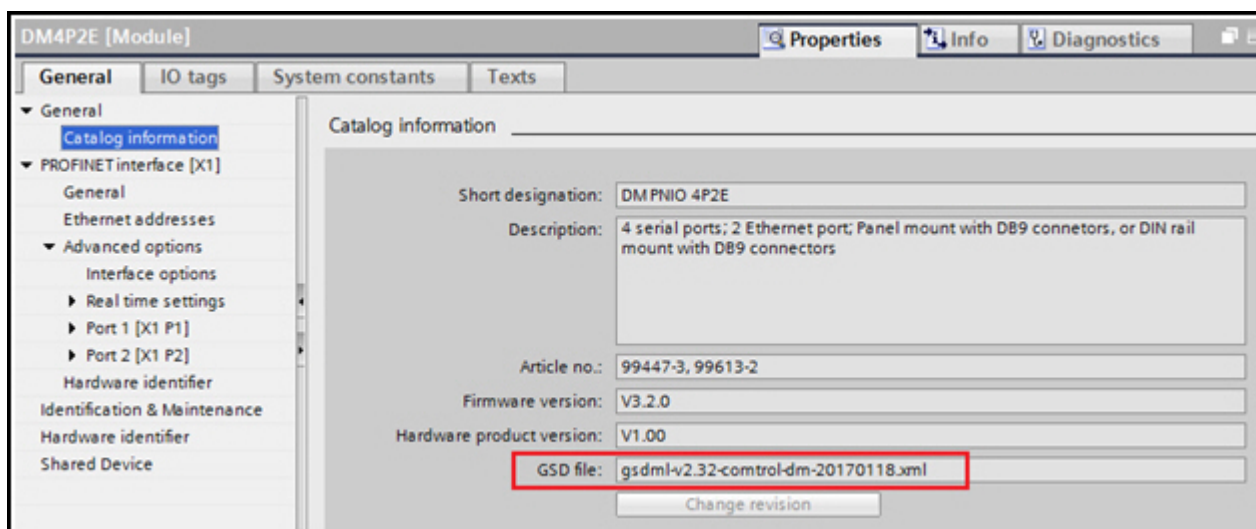 DM4P2E [Module]
Properties
Info
Diagnostics
General
IO tags
System constants
Texts
General
Catalog information
PROFINET interface [X1]
General
Ethernet addresses
Advanced options
Interface options
Real time settings
Port 1 [X1 P1]
Port 2 [X1 P2]
Hardware identifier
Identification & Maintenance
Hardware identifier
Shared Device
Catalog information
Short designation: DM PNIO 4P2E
Description: 4 serial ports; 2 Ethernet port; Panel mount with DB9 connetors, or DIN rail
mount with DB9 connectors
Article no.: 99447-3, 99613-2
Firmware version: V3.2.0
Hardware product version: V1.00
GSD file: gsdml-v2.32-comtrol-dm-20170118.xml
Change revision